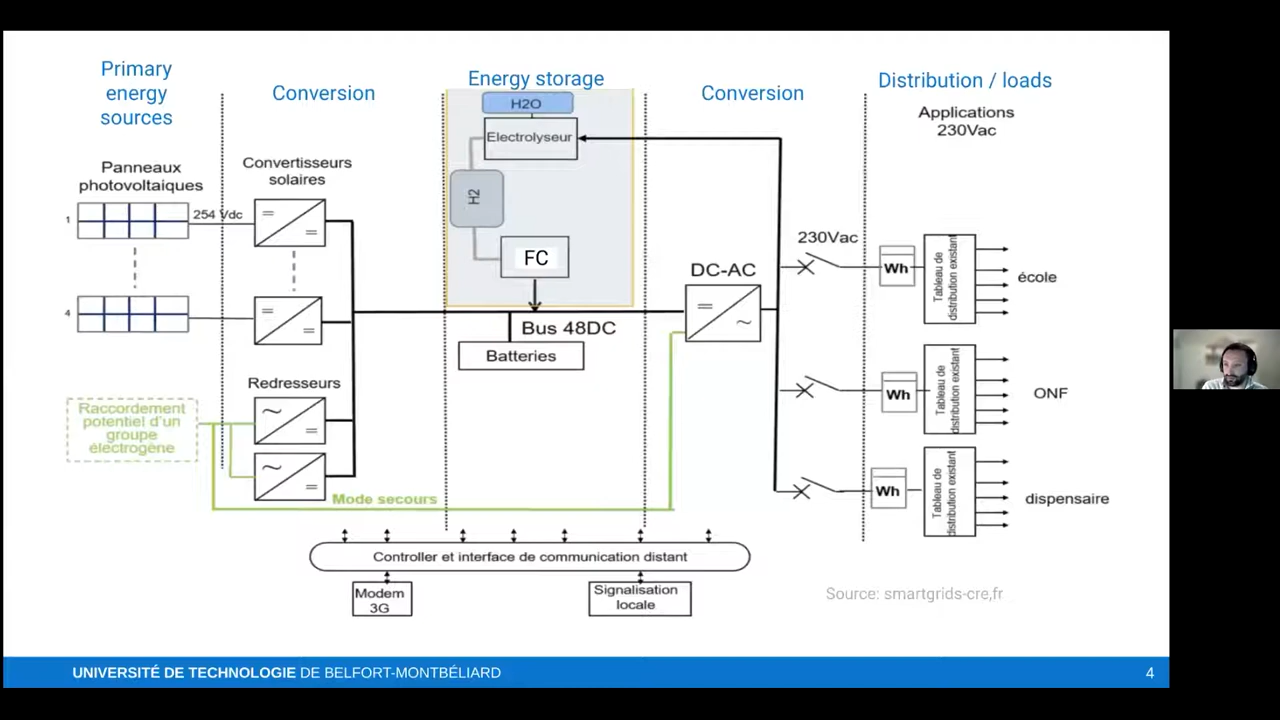 Primary
energy
sources
Conversion
Energy storage
Conversion
Distribution / loads
Applications
230Vac
Panneaux
photovoltaiques
Convertisseurs
solaires
H2O
Electrolyseur
H2
FC
1
254 Vdc
=
=
4
=
=
Bus 48DC
Batteries
DC-AC
=
~
230Vac
Wh
Tableau de
distribution existant
école
Wh
Tableau de
distribution existant
ONF
Wh
Tableau de
distribution existant
dispensaire
Redresseurs
~
=
~
=
Raccordement
potentiel d'un
groupe
électrogène
Mode secours
Controller et interface de communication distant
Modem
3G
Signalisation
locale
Source: smartgrids-cre,fr
UNIVERSITÉ DE TECHNOLOGIE DE BELFORT-MONTBÉLIARD
4